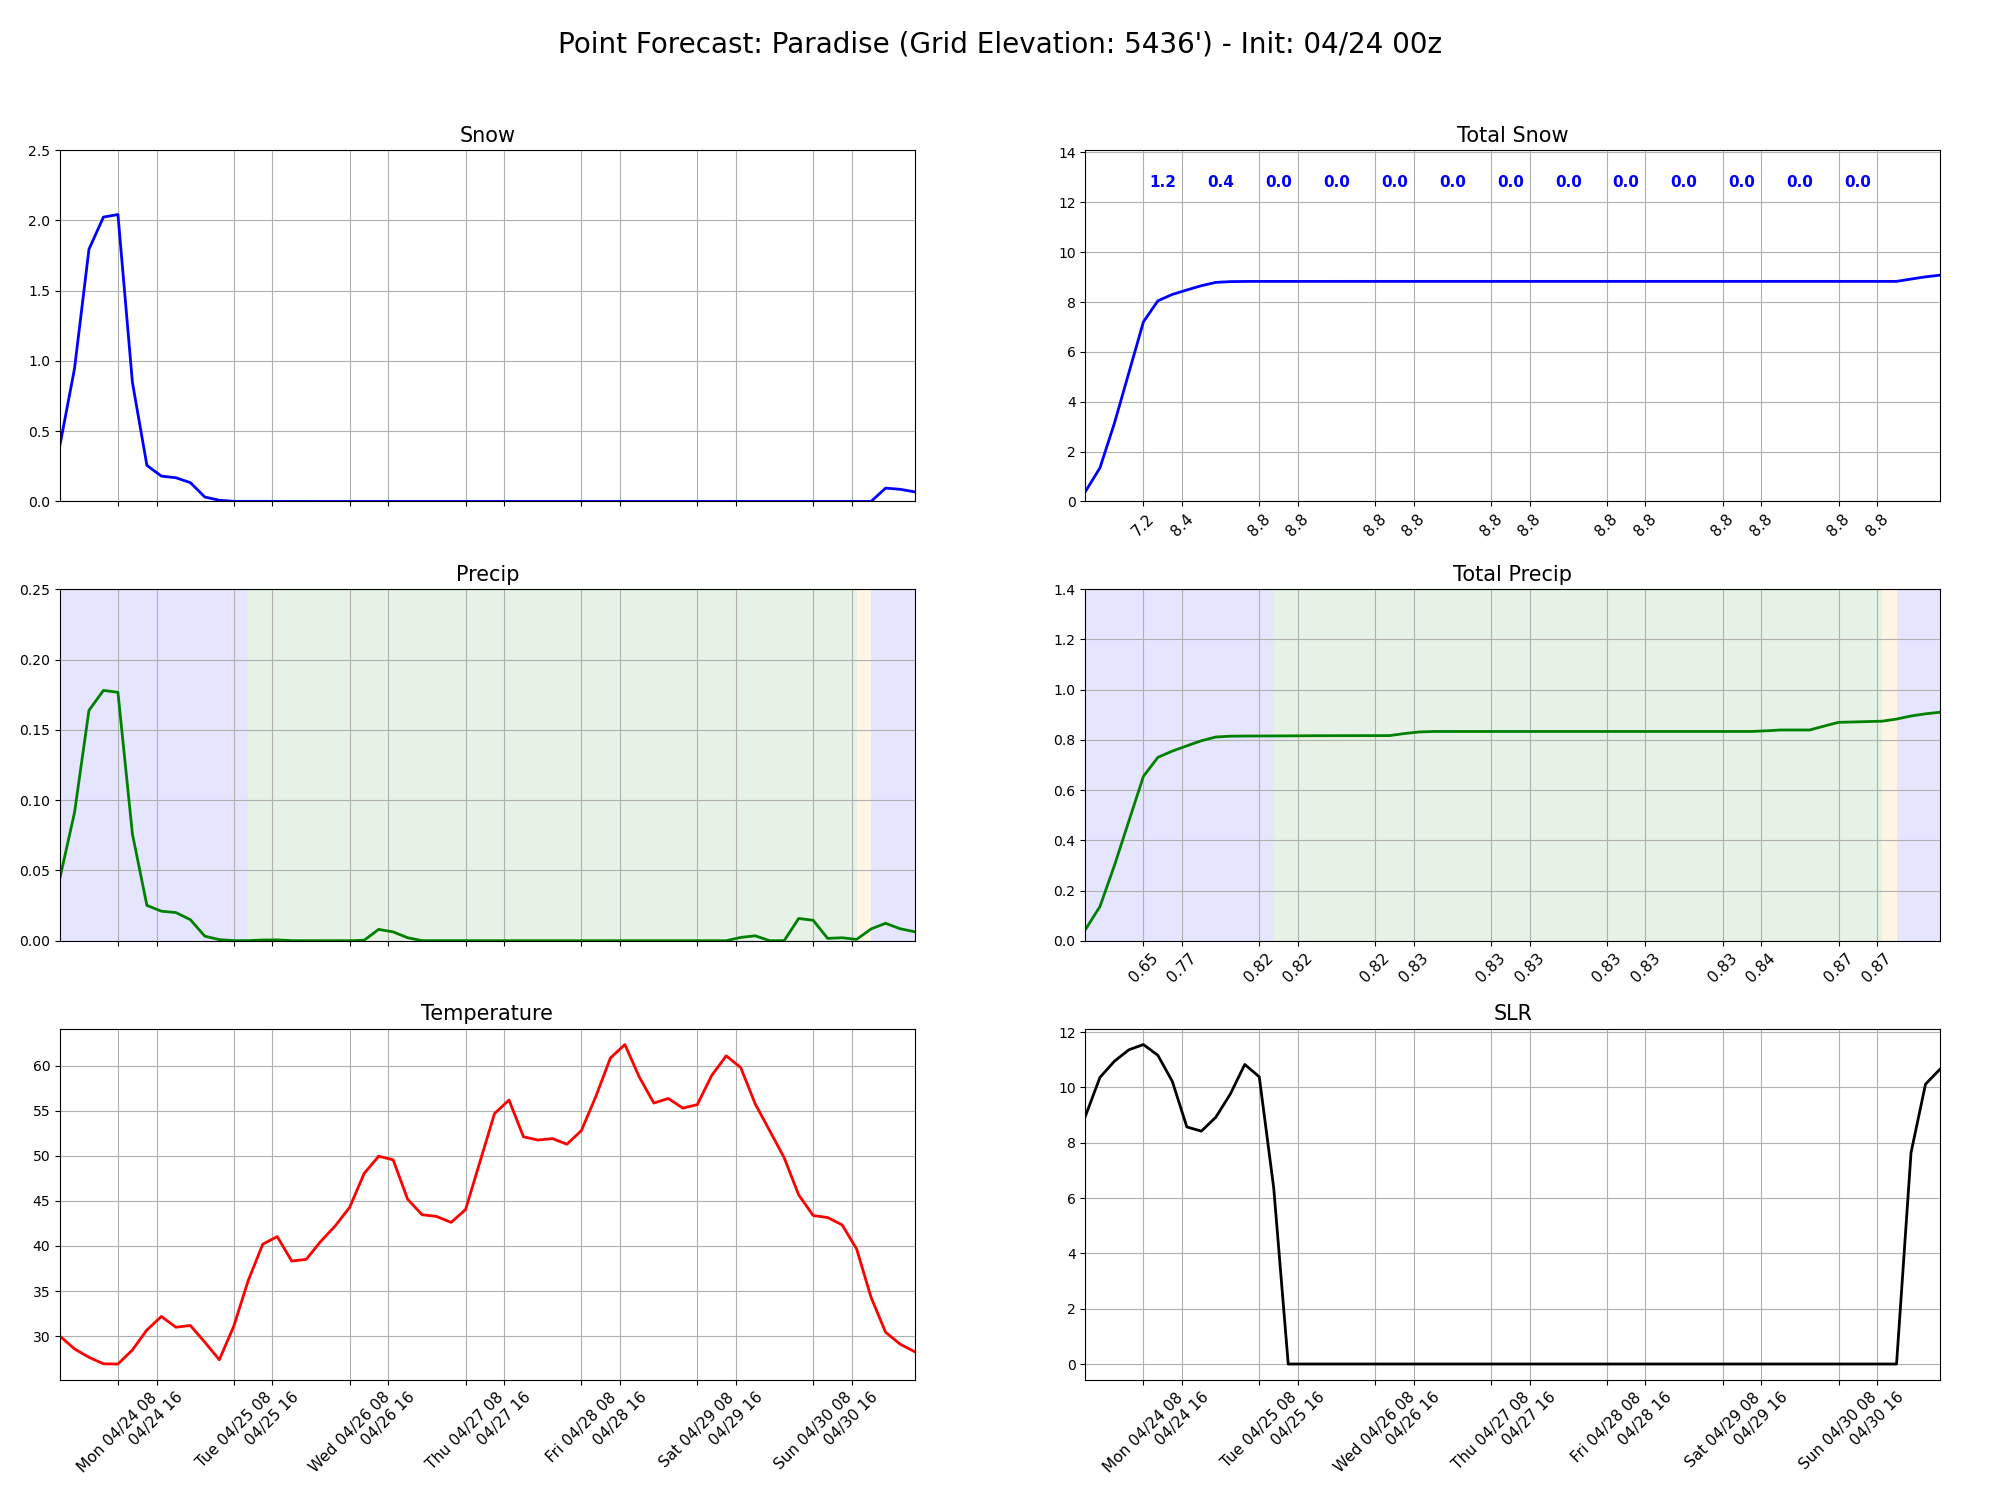 Point Forecast: Paradise (Grid Elevation: 5436') - Init: 04/24 00z
Snow
2.5
2.0
1.5
1.0
0.5
0.0
Total Snow
14
12
10
8
6
4
2
0
1.2 0.4 0.0 0.0 0.0 0.0 0.0 0.0 0.0 0.0 0.0 0.0 0.0
7.2 8.4 8.8 8.8 8.8 8.8 8.8 8.8 8.8 8.8 8.8 8.8 8.8 8.8
Precip
0.25
0.20
0.15
0.10
0.05
0.00
Total Precip
1.4
1.2
1.0
0.8
0.6
0.4
0.2
0.0
0.65 0.77 0.82 0.82 0.82 0.83 0.83 0.83 0.83 0.83 0.83 0.84 0.87 0.87
Temperature
60
55
50
45
40
35
30
Mon 04/24 08
04/24 16
Tue 04/25 08
04/25 16
Wed 04/26 08
04/26 16
Thu 04/27 08
04/27 16
Fri 04/28 08
04/28 16
Sat 04/29 08
04/29 16
Sun 04/30 08
04/30 16
SLR
12
10
8
6
4
2
0
Mon 04/24 08
04/24 16
Tue 04/25 08
04/25 16
Wed 04/26 08
04/26 16
Thu 04/27 08
04/27 16
Fri 04/28 08
04/28 16
Sat 04/29 08
04/29 16
Sun 04/30 08
04/30 16